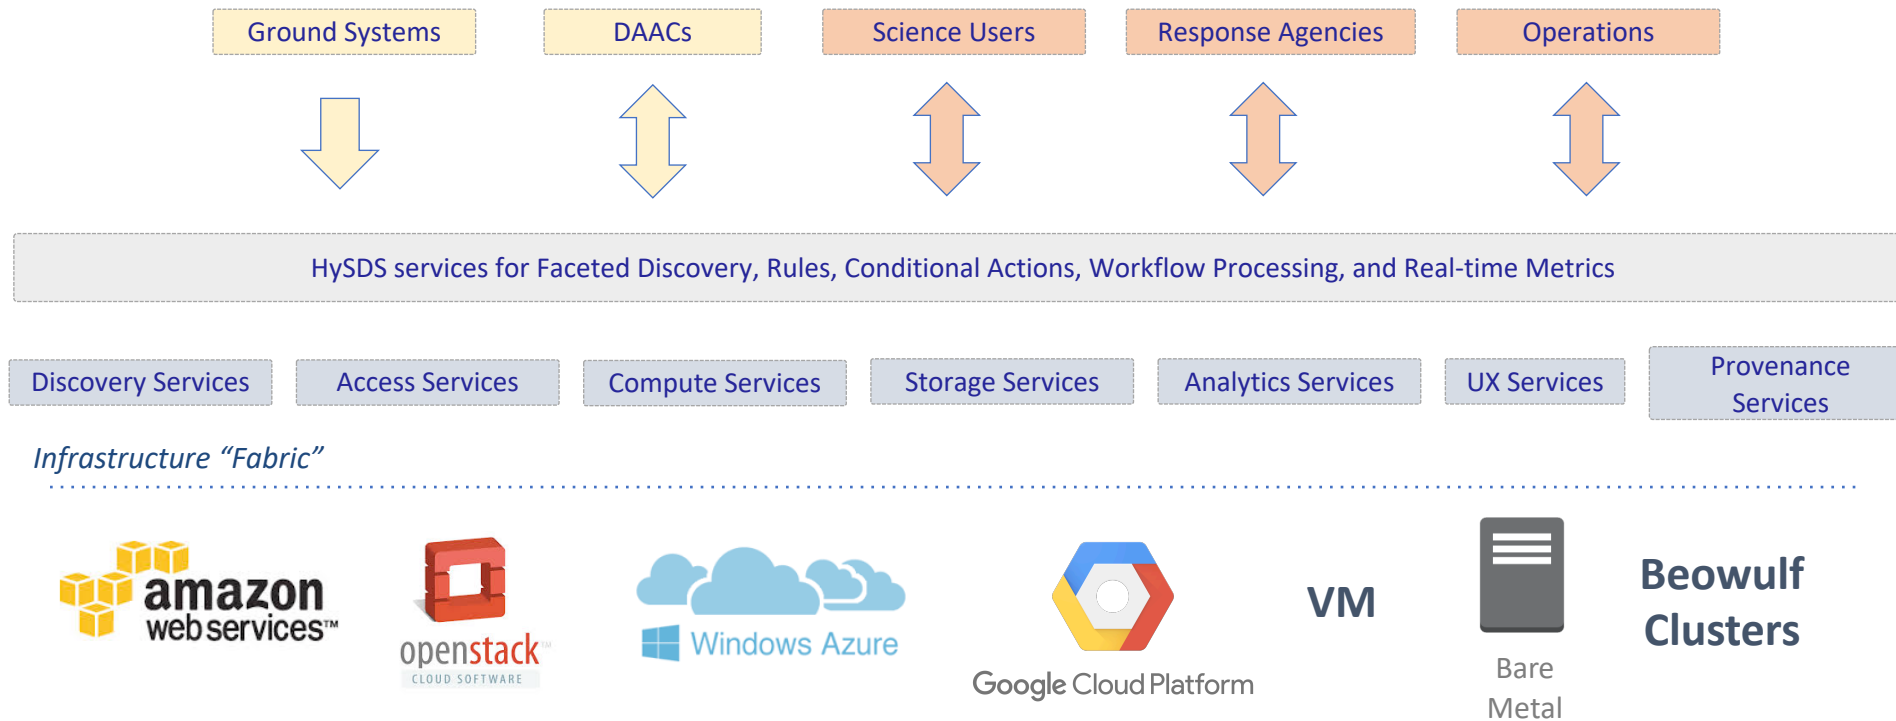 Ground Systems
DAACs
Science Users
Response Agencies
Operations
HySDS services for Faceted Discovery, Rules, Conditional Actions, Workflow Processing, and Real-time Metrics
Discovery Services
Access Services
Compute Services
Storage Services
Analytics Services
UX Services
Provenance
Services
Infrastructure “Fabric”
amazon
web services™
openstack™
CLOUD SOFTWARE
Windows Azure
Google Cloud Platform
VM
Bare
Metal
Beowulf
Clusters